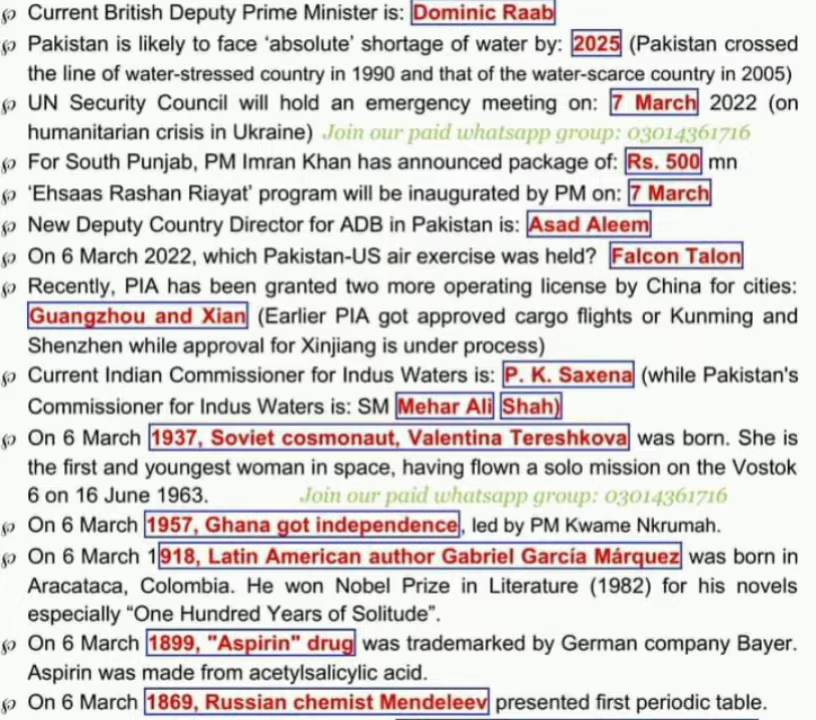 Current British Deputy Prime Minister is: Dominic Raab
Pakistan is likely to face ‘absolute’ shortage of water by: 2025 (Pakistan crossed
the line of water-stressed country in 1990 and that of the water-scarce country in 2005)
UN Security Council will hold an emergency meeting on: 7 March 2022 (on
humanitarian crisis in Ukraine) Join our paid whatsapp group: 03014361716
For South Punjab, PM Imran Khan has announced package of: Rs. 500 mn
‘Ehsaas Rashan Riayat’ program will be inaugurated by PM on: 7 March
New Deputy Country Director for ADB in Pakistan is: Asad Aleem
On 6 March 2022, which Pakistan-US air exercise was held? Falcon Talon
Recently, PIA has been granted two more operating license by China for cities:
Guangzhou and Xian (Earlier PIA got approved cargo flights or Kunming and
Shenzhen while approval for Xinjiang is under process)
Current Indian Commissioner for Indus Waters is: P. K. Saxena (while Pakistan's
Commissioner for Indus Waters is: SM Mehar Ali Shah)
On 6 March 1937, Soviet cosmonaut, Valentina Tereshkova was born. She is
the first and youngest woman in space, having flown a solo mission on the Vostok
6 on 16 June 1963. Join our paid whatsapp group: 03014361716
On 6 March 1957, Ghana got independence, led by PM Kwame Nkrumah.
On 6 March 1918, Latin American author Gabriel García Márquez was born in
Aracataca, Colombia. He won Nobel Prize in Literature (1982) for his novels
especially “One Hundred Years of Solitude”.
On 6 March 1899, "Aspirin" drug was trademarked by German company Bayer.
Aspirin was made from acetylsalicylic acid.
On 6 March 1869, Russian chemist Mendeleev presented first periodic table.